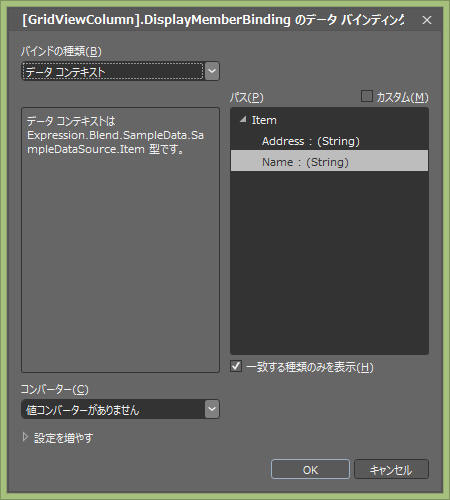 [GridViewColumn].DisplayMemberBinding のデータ バインディング
バインドの種類(B)
データ コンテキスト
パス(P)
カスタム(M)
データ コンテキストは
Expression.Blend.SampleData.Sa
mpleDataSource.Item 型です。
Item
Address : (String)
Name : (String)
一致する種類のみを表示(H)
コンバーター(C)
値コンバーターがありません
設定を増やす
OK
キャンセル